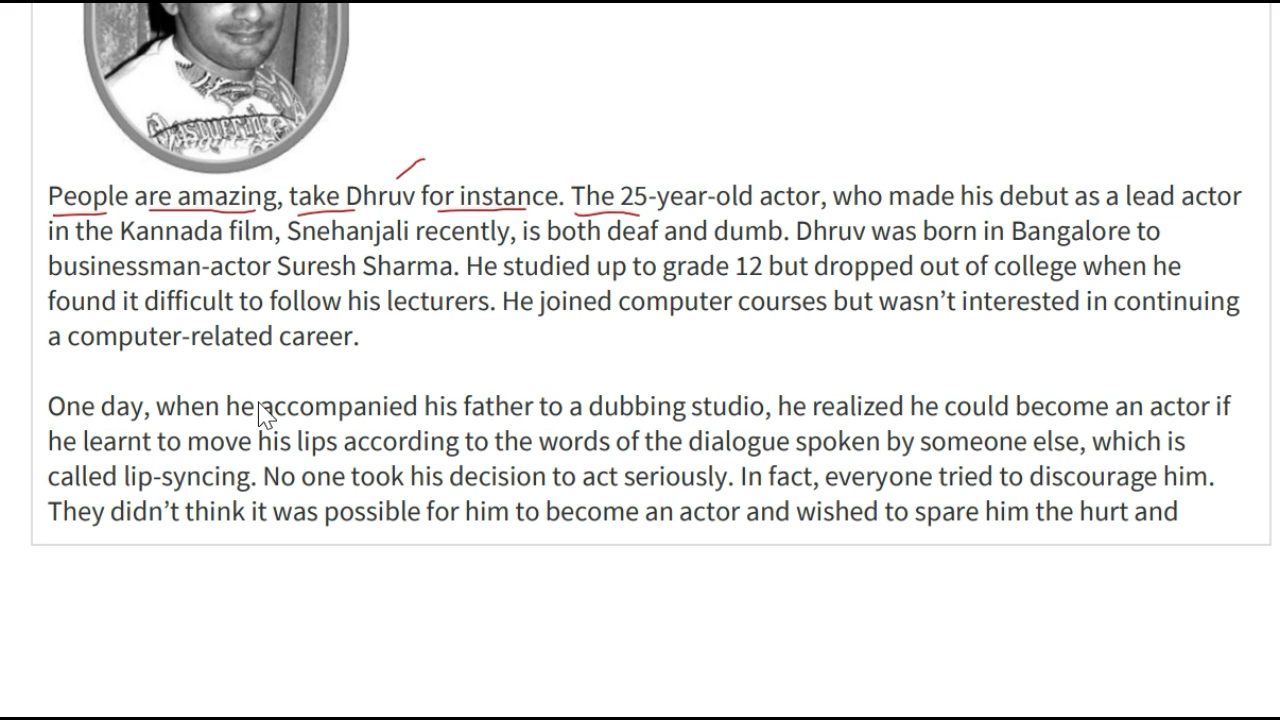 People are amazing, take Dhruv for instance. The 25-year-old actor, who made his debut as a lead actor
in the Kannada film, Snehanjali recently, is both deaf and dumb. Dhruv was born in Bangalore to
businessman-actor Suresh Sharma. He studied up to grade 12 but dropped out of college when he
found it difficult to follow his lecturers. He joined computer courses but wasn’t interested in continuing
a computer-related career.
One day, when he accompanied his father to a dubbing studio, he realized he could become an actor if
he learnt to move his lips according to the words of the dialogue spoken by someone else, which is
called lip-syncing. No one took his decision to act seriously. In fact, everyone tried to discourage him.
They didn’t think it was possible for him to become an actor and wished to spare him the hurt and